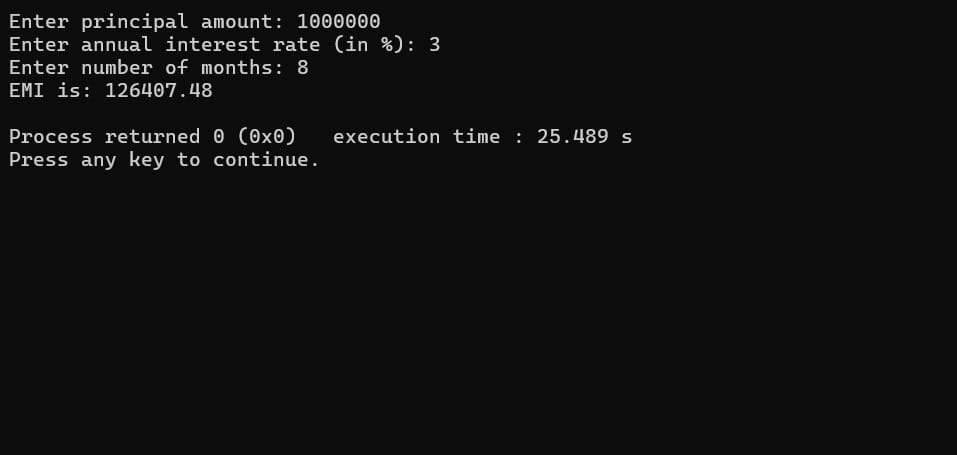 Enter principal amount: 1000000
Enter annual interest rate (in %): 3
Enter number of months: 8
EMI is: 126407.48
Process returned 0 (0x0)   execution time : 25.489 s
Press any key to continue.